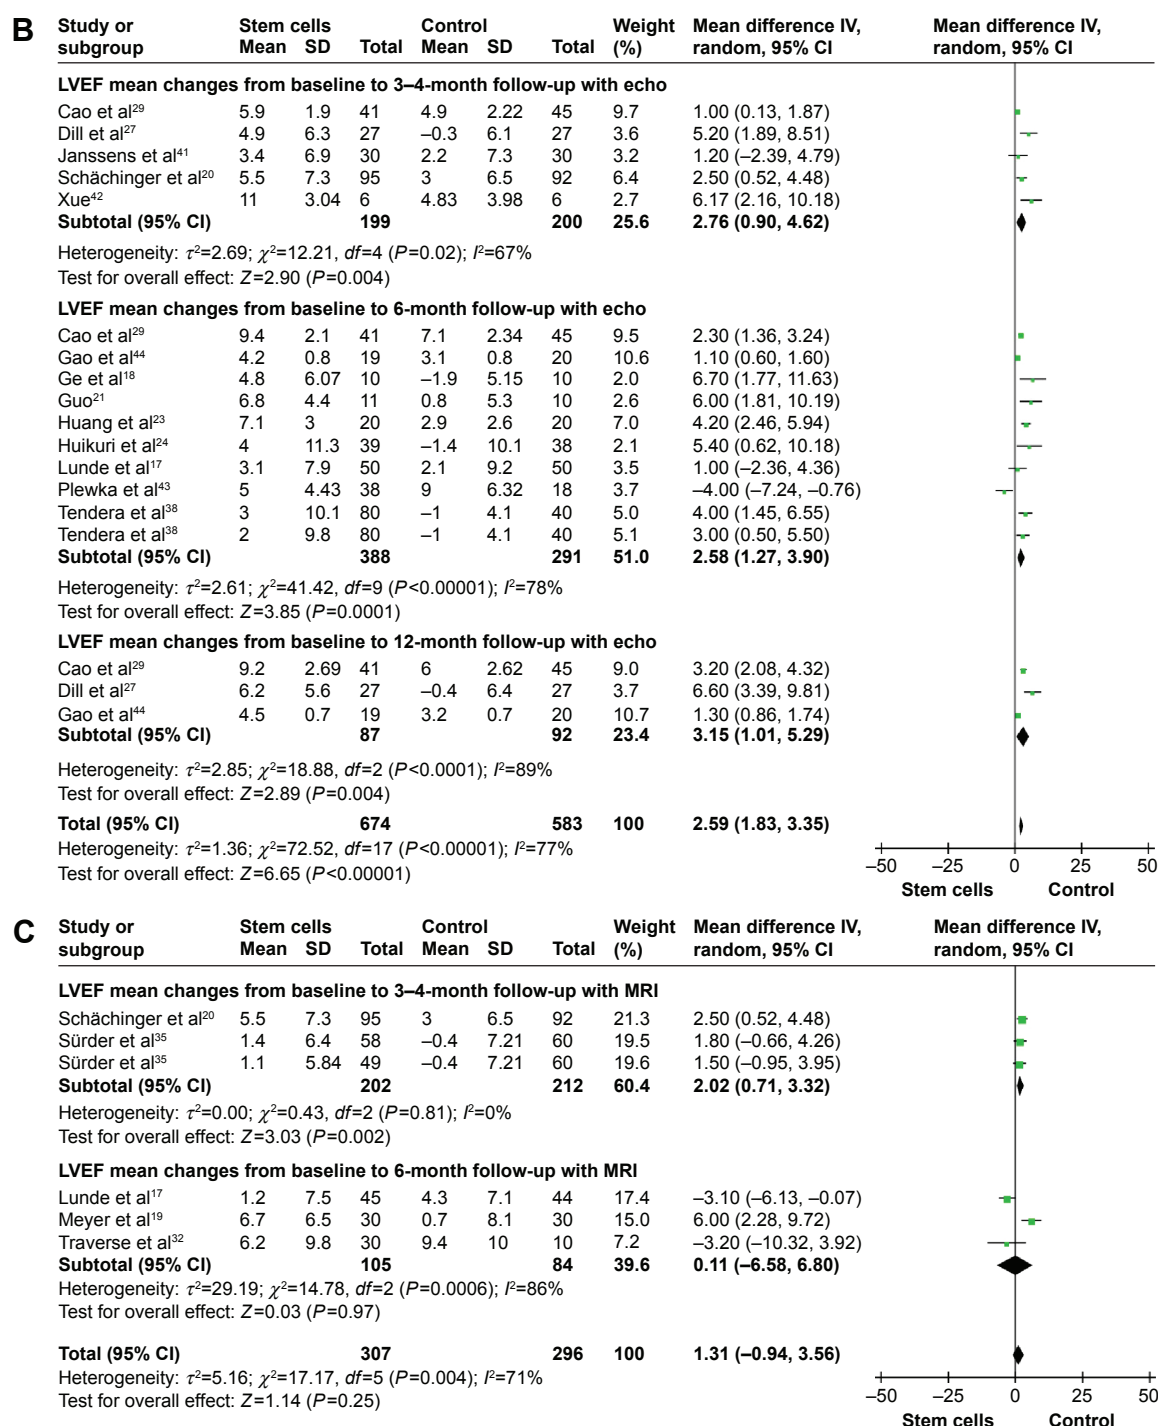 B Study or Stem cells Control Weight Mean difference IV, Mean difference IV,
subgroup Mean SD Total Mean SD Total (%) random, 95% CI random, 95% CI
LVEF mean changes from baseline to 3–4-month follow-up with echo
Cao et al²⁹ 5.9 1.9 41 4.9 2.22 45 9.7 1.00 (0.13, 1.87)
Dill et al²⁷ 4.9 6.3 27 –0.3 6.1 27 3.6 5.20 (1.89, 8.51)
Janssens et al⁴¹ 3.4 6.9 30 2.2 7.3 30 3.2 1.20 (–2.39, 4.79)
Schächinger et al²⁰ 5.5 7.3 95 3 6.5 92 6.4 2.50 (0.52, 4.48)
Xue⁴² 11 3.04 6 4.83 3.98 6 2.7 6.17 (2.16, 10.18)
Subtotal (95% CI) 199 200 25.6 2.76 (0.90, 4.62)
Heterogeneity: τ²=2.69; χ²=12.21, df=4 (P=0.02); I²=67%
Test for overall effect: Z=2.90 (P=0.004)
LVEF mean changes from baseline to 6-month follow-up with echo
Cao et al²⁹ 9.4 2.1 41 7.1 2.34 45 9.5 2.30 (1.36, 3.24)
Gao et al⁴⁴ 4.2 0.8 19 3.1 0.8 20 10.6 1.10 (0.60, 1.60)
Ge et al¹⁸ 4.8 6.07 10 –1.9 5.15 10 2.0 6.70 (1.77, 11.63)
Guo²¹ 6.8 4.4 11 0.8 5.3 10 2.6 6.00 (1.81, 10.19)
Huang et al²³ 7.1 3 20 2.9 2.6 20 7.0 4.20 (2.46, 5.94)
Huikuri et al²⁴ 4 11.3 39 –1.4 10.1 38 2.1 5.40 (0.62, 10.18)
Lunde et al¹⁷ 3.1 7.9 50 2.1 9.2 50 3.5 1.00 (–2.36, 4.36)
Plewka et al⁴³ 5 4.43 38 9 6.32 18 3.7 –4.00 (–7.24, –0.76)
Tendera et al³⁸ 3 10.1 80 –1 4.1 40 5.0 4.00 (1.45, 6.55)
Tendera et al³⁸ 2 9.8 80 –1 4.1 40 5.1 3.00 (0.50, 5.50)
Subtotal (95% CI) 388 291 51.0 2.58 (1.27, 3.90)
Heterogeneity: τ²=2.61; χ²=41.42, df=9 (P<0.00001); I²=78%
Test for overall effect: Z=3.85 (P=0.0001)
LVEF mean changes from baseline to 12-month follow-up with echo
Cao et al²⁹ 9.2 2.69 41 6 2.62 45 9.0 3.20 (2.08, 4.32)
Dill et al²⁷ 6.2 5.6 27 –0.4 6.4 27 3.7 6.60 (3.39, 9.81)
Gao et al⁴⁴ 4.5 0.7 19 3.2 0.7 20 10.7 1.30 (0.86, 1.74)
Subtotal (95% CI) 87 92 23.4 3.15 (1.01, 5.29)
Heterogeneity: τ²=2.85; χ²=18.88, df=2 (P<0.0001); I²=89%
Test for overall effect: Z=2.89 (P=0.004)
Total (95% CI) 674 583 100 2.59 (1.83, 3.35)
Heterogeneity: τ²=1.36; χ²=72.52, df=17 (P<0.00001); I²=77%
Test for overall effect: Z=6.65 (P<0.00001)
–50 –25 0 25 50
Stem cells Control
C Study or Stem cells Control Weight Mean difference IV, Mean difference IV,
subgroup Mean SD Total Mean SD Total (%) random, 95% CI random, 95% CI
LVEF mean changes from baseline to 3–4-month follow-up with MRI
Schächinger et al²⁰ 5.5 7.3 95 3 6.5 92 21.3 2.50 (0.52, 4.48)
Sürder et al³⁵ 1.4 6.4 58 –0.4 7.21 60 19.5 1.80 (–0.66, 4.26)
Sürder et al³⁵ 1.1 5.84 49 –0.4 7.21 60 19.6 1.50 (–0.95, 3.95)
Subtotal (95% CI) 202 212 60.4 2.02 (0.71, 3.32)
Heterogeneity: τ²=0.00; χ²=0.43, df=2 (P=0.81); I²=0%
Test for overall effect: Z=3.03 (P=0.002)
LVEF mean changes from baseline to 6-month follow-up with MRI
Lunde et al¹⁷ 1.2 7.5 45 4.3 7.1 44 17.4 –3.10 (–6.13, –0.07)
Meyer et al¹⁹ 6.7 6.5 30 0.7 8.1 30 15.0 6.00 (2.28, 9.72)
Traverse et al³² 6.2 9.8 30 9.4 10 10 7.2 –3.20 (–10.32, 3.92)
Subtotal (95% CI) 105 84 39.6 0.11 (–6.58, 6.80)
Heterogeneity: τ²=29.19; χ²=14.78, df=2 (P=0.0006); I²=86%
Test for overall effect: Z=0.03 (P=0.97)
Total (95% CI) 307 296 100 1.31 (–0.94, 3.56)
Heterogeneity: τ²=5.16; χ²=17.17, df=5 (P=0.004); I²=71%
Test for overall effect: Z=1.14 (P=0.25)
–50 –25 0 25 50
Stem cells Control